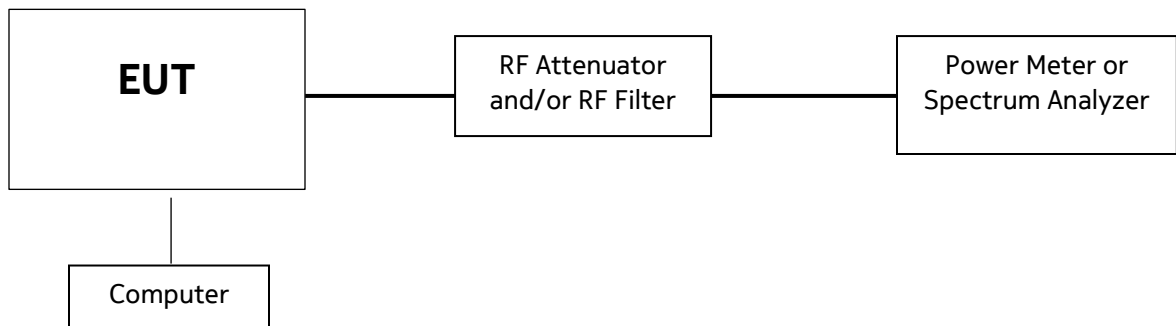 EUT
RF Attenuator
and/or RF Filter
Power Meter or
Spectrum Analyzer
Computer